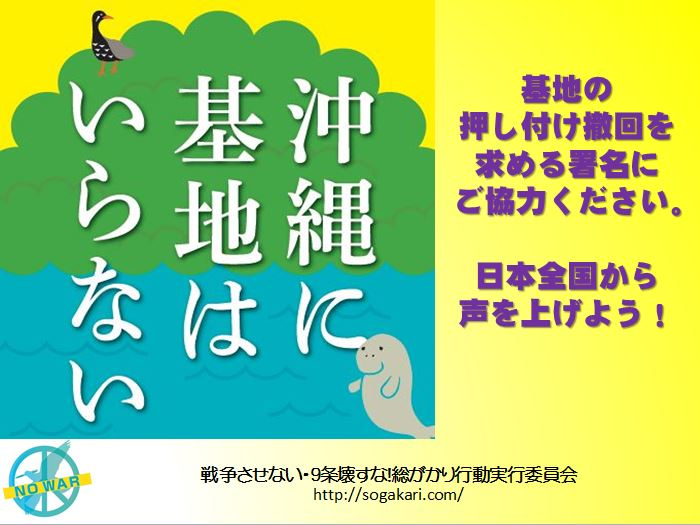 沖縄に
基地は
いらない
基地の
押し付け撤回を
求める署名に
ご協力ください。
日本全国から
声を上げよう！
NO WAR
戦争させない・9条壊すな!総がかり行動実行委員会
http://sogakari.com/